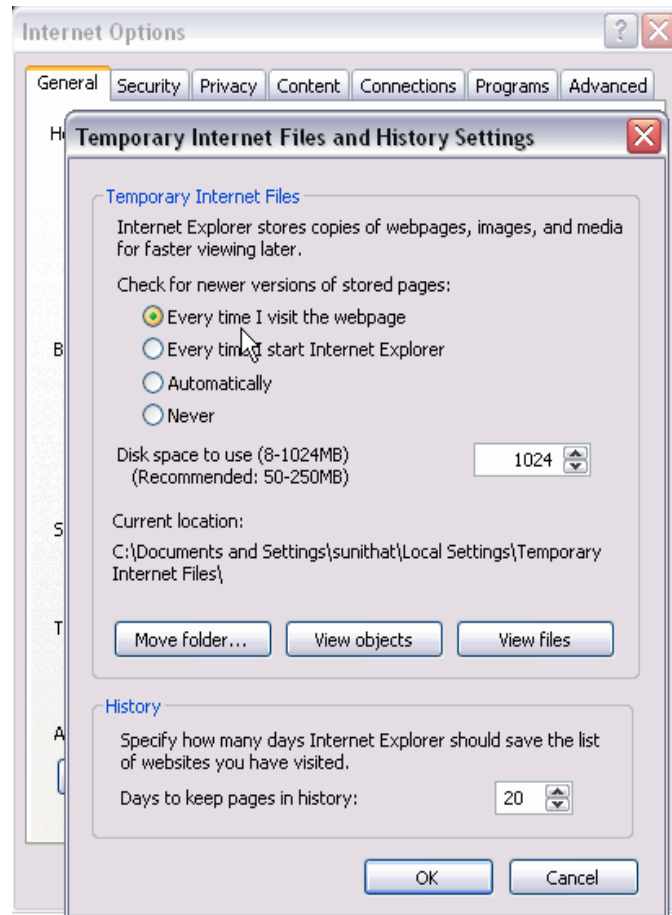 Internet Options
General Security Privacy Content Connections Programs Advanced
Temporary Internet Files and History Settings
Temporary Internet Files
Internet Explorer stores copies of webpages, images, and media
for faster viewing later.
Check for newer versions of stored pages:
Every time I visit the webpage
Every time I start Internet Explorer
Automatically
Never
Disk space to use (8-1024MB)
1024
(Recommended: 50-250MB)
Current location:
C:\Documents and Settings\sunithat\Local Settings\Temporary
Internet Files\
Move folder... View objects View files
History
Specify how many days Internet Explorer should save the list
of websites you have visited.
Days to keep pages in history: 20
OK Cancel